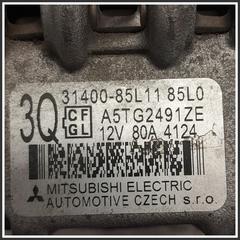 31400-85L11 85L0
3Q CF GL A5TG2491ZE
12V 80A 4124
MITSUBISHI ELECTRIC
AUTOMOTIVE CZECH s.r.o.